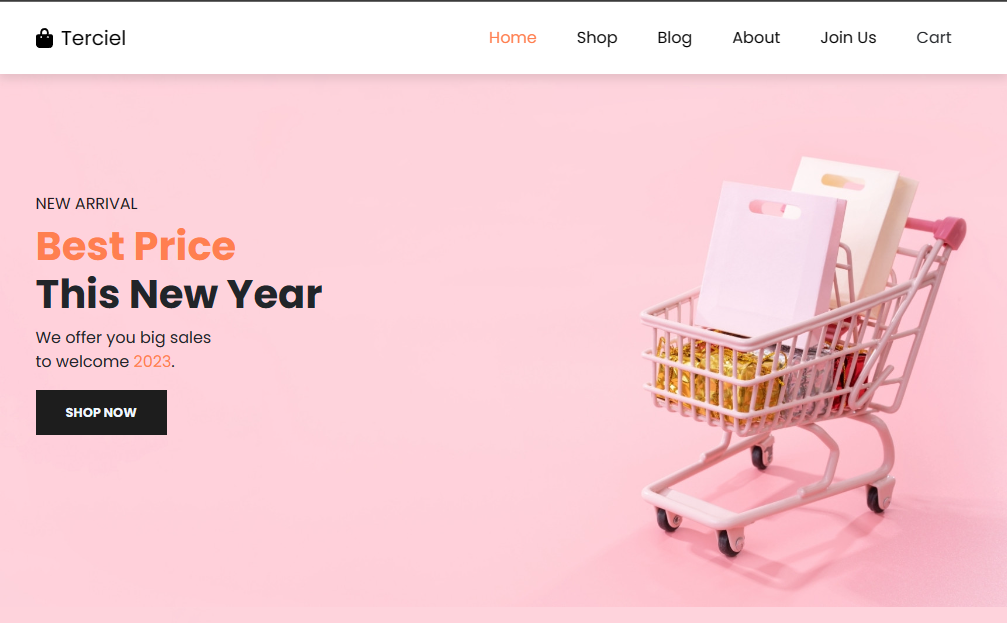 Terciel
Home Shop Blog About Join Us Cart
NEW ARRIVAL
Best Price
This New Year
We offer you big sales
to welcome 2023.
SHOP NOW